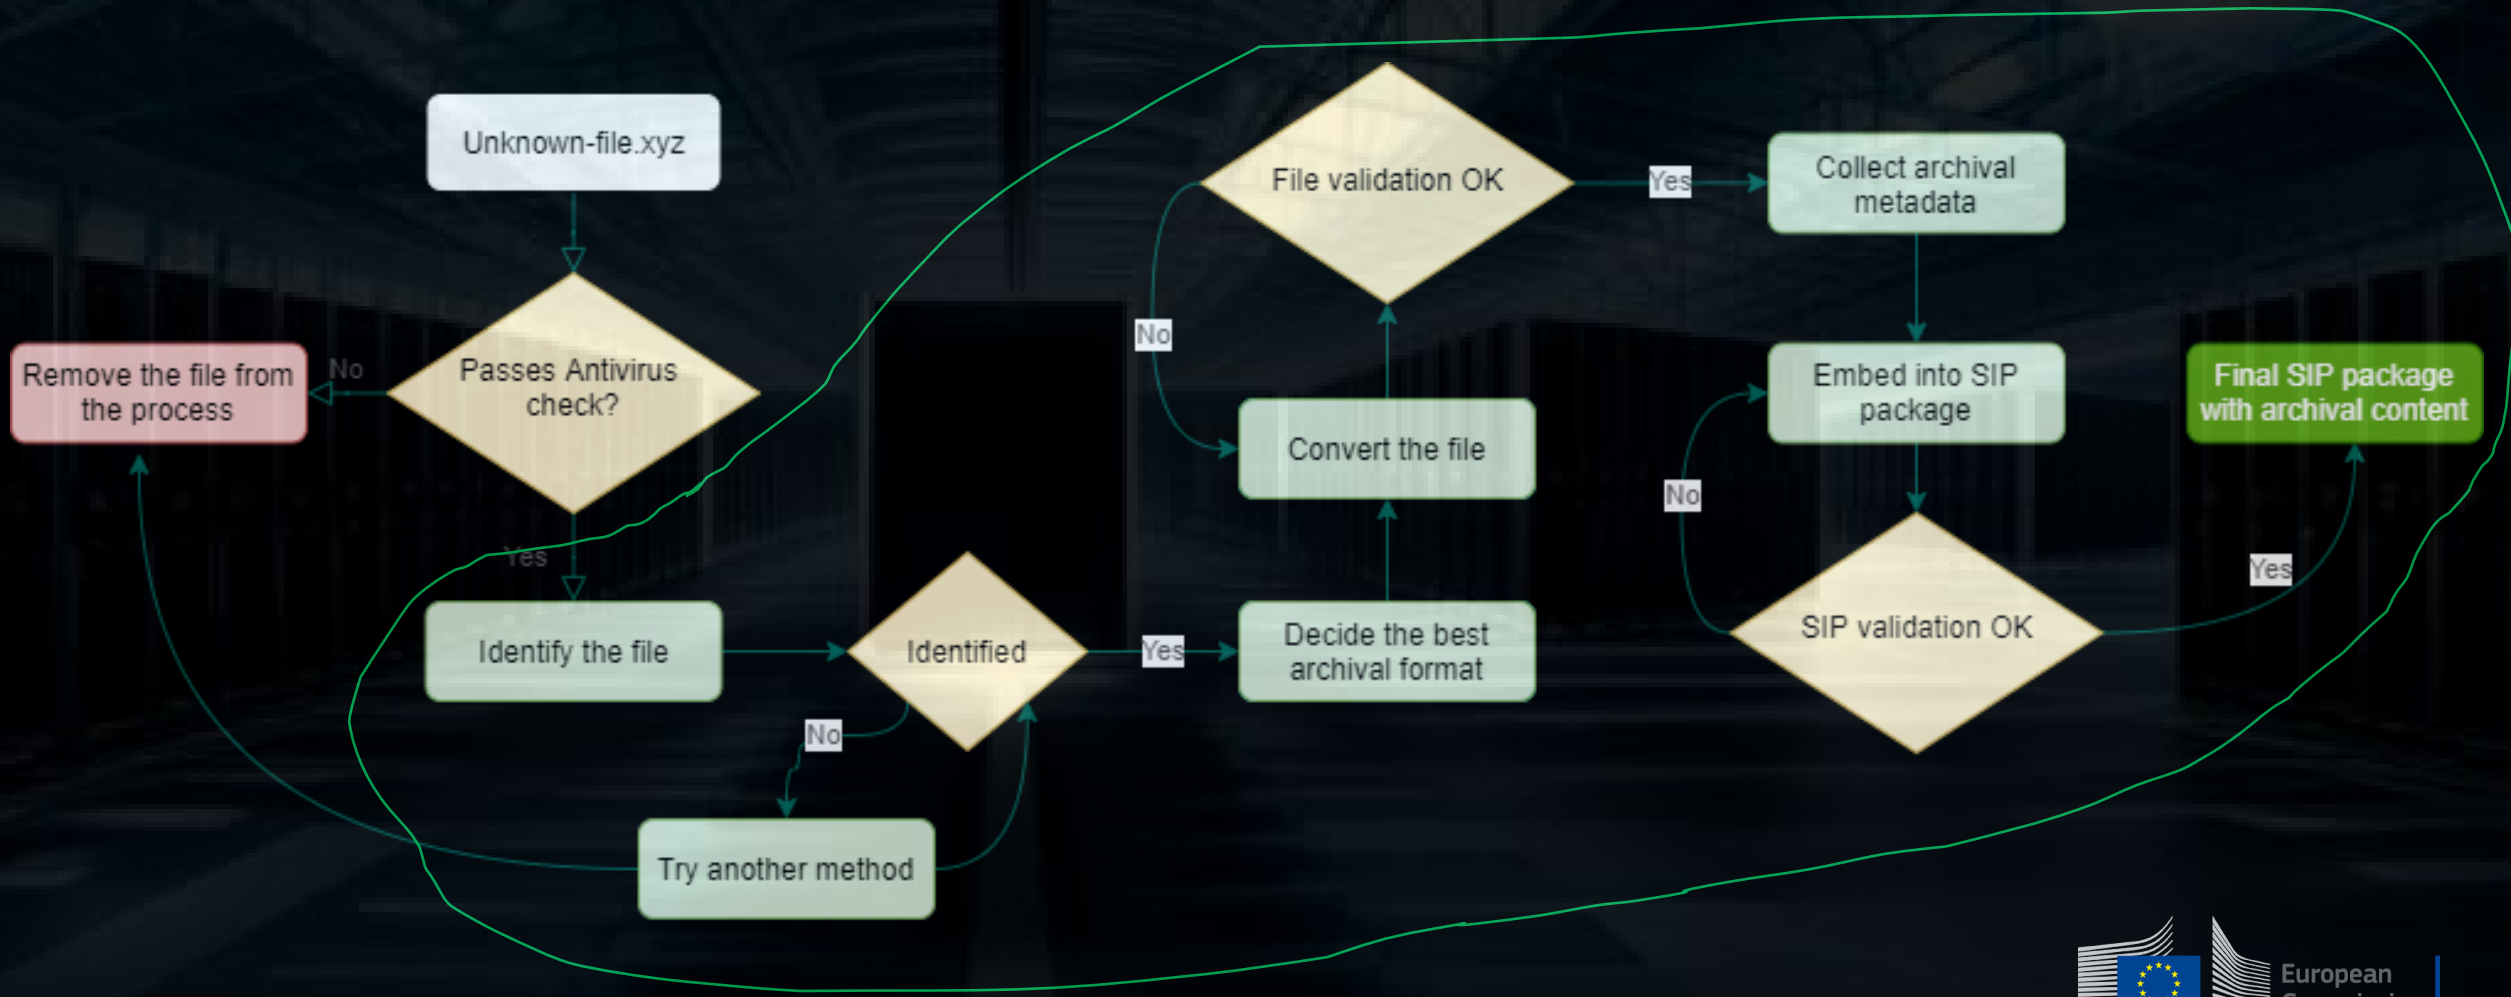 Unknown-file.xyz
Passes Antivirus
check?
No
Remove the file from
the process
Yes
Identify the file
Identified
No
Try another method
Yes
Decide the best
archival format
Convert the file
No
File validation OK
Yes
Collect archival
metadata
Embed into SIP
package
No
SIP validation OK
Yes
Final SIP package
with archival content
European